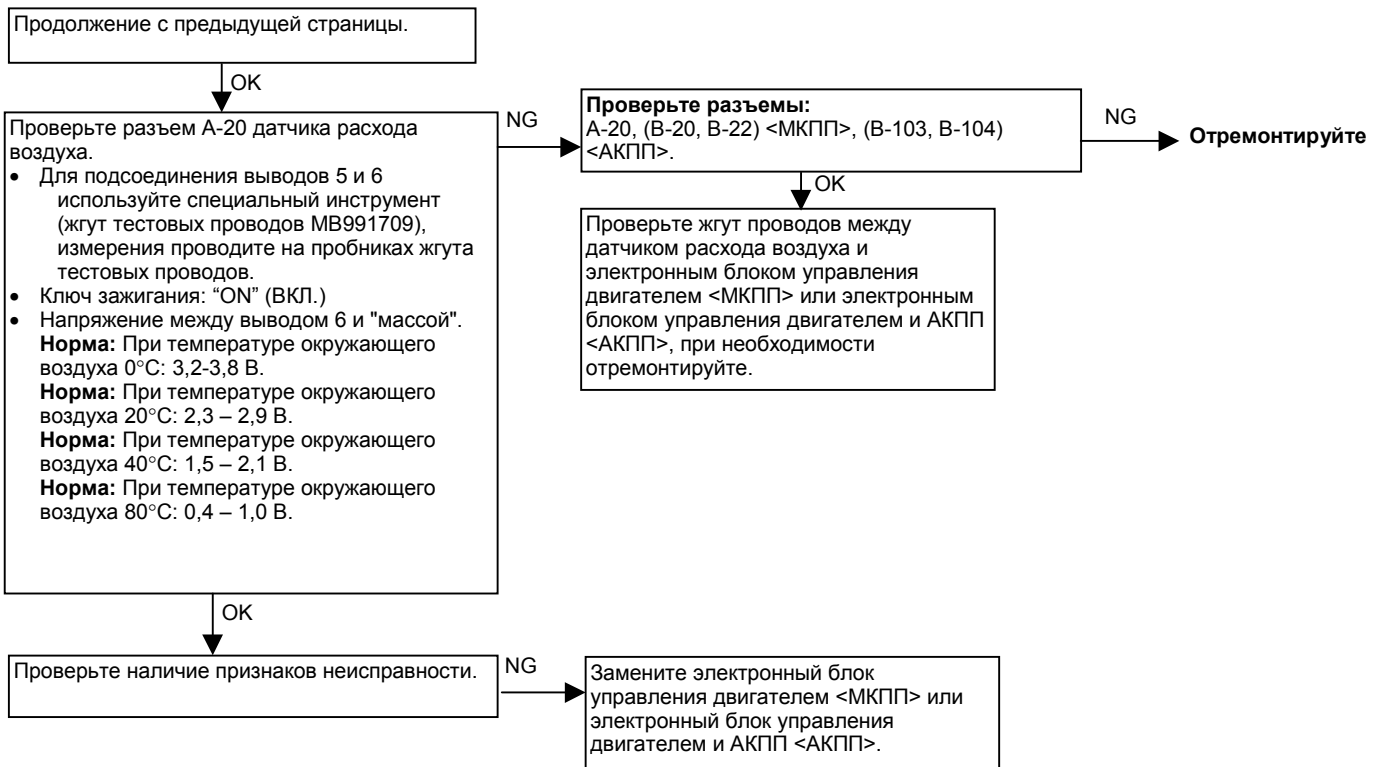 Продолжение с предыдущей страницы.
OK
Проверьте разъем А-20 датчика расхода
воздуха.
• Для подсоединения выводов 5 и 6
используйте специальный инструмент
(жгут тестовых проводов МВ991709),
измерения проводите на пробниках жгута
тестовых проводов.
• Ключ зажигания: “ON” (ВКЛ.)
• Напряжение между выводом 6 и "массой".
Норма: При температуре окружающего
воздуха 0°С: 3,2-3,8 В.
Норма: При температуре окружающего
воздуха 20°С: 2,3 – 2,9 В.
Норма: При температуре окружающего
воздуха 40°С: 1,5 – 2,1 В.
Норма: При температуре окружающего
воздуха 80°С: 0,4 – 1,0 В.
NG
Проверьте разъемы:
А-20, (В-20, В-22) <МКПП>, (В-103, В-104)
<АКПП>.
NG
Отремонтируйте
OK
Проверьте жгут проводов между
датчиком расхода воздуха и
электронным блоком управления
двигателем <МКПП> или электронным
блоком управления двигателем и АКПП
<АКПП>, при необходимости
отремонтируйте.
OK
Проверьте наличие признаков неисправности.
NG
Замените электронный блок
управления двигателем <МКПП> или
электронный блок управления
двигателем и АКПП <АКПП>.